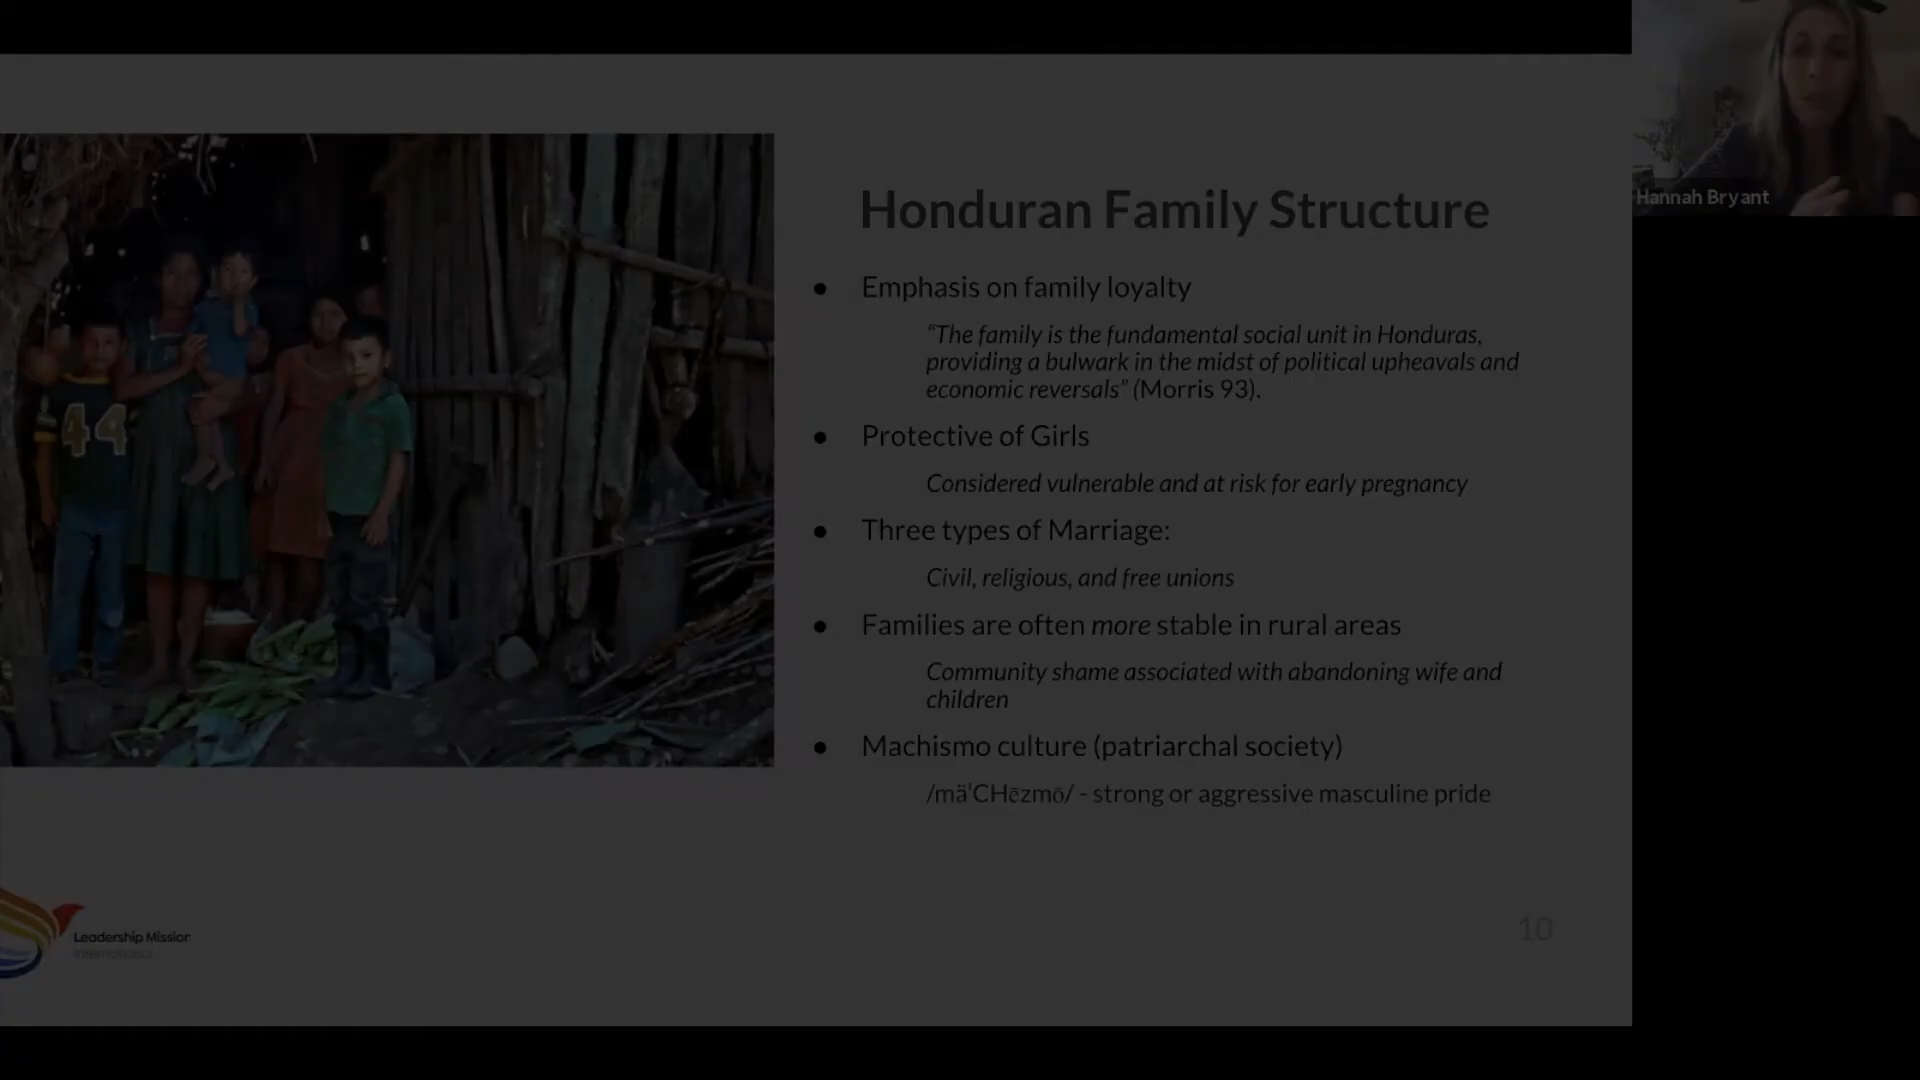 Hannah Bryant
44
Honduran Family Structure
● Emphasis on family loyalty
“The family is the fundamental social unit in Honduras,
providing a bulwark in the midst of political upheavals and
economic reversals” (Morris 93).
● Protective of Girls
Considered vulnerable and at risk for early pregnancy
● Three types of Marriage:
Civil, religious, and free unions
● Families are often more stable in rural areas
Community shame associated with abandoning wife and
children
● Machismo culture (patriarchal society)
/mäˈCHēzmō/ - strong or aggressive masculine pride
Leadership Mission
International
10